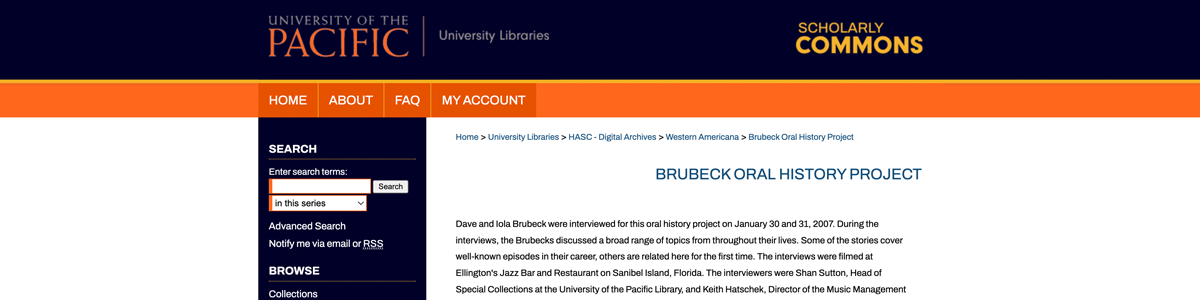 UNIVERSITY OF THE
PACIFIC
University Libraries
SCHOLARLY
COMMONS
HOME
ABOUT
FAQ
MY ACCOUNT
Home > University Libraries > HASC - Digital Archives > Western Americana > Brubeck Oral History Project
SEARCH
Enter search terms:
Search
in this series
Advanced Search
Notify me via email or RSS
BROWSE
Collections
BRUBECK ORAL HISTORY PROJECT
Dave and Iola Brubeck were interviewed for this oral history project on January 30 and 31, 2007. During the
interviews, the Brubecks discussed a broad range of topics from throughout their lives. Some of the stories cover
well-known episodes in their career, others are related here for the first time. The interviews were filmed at
Ellington's Jazz Bar and Restaurant on Sanibel Island, Florida. The interviewers were Shan Sutton, Head of
Special Collections at the University of the Pacific Library, and Keith Hatschek, Director of the Music Management